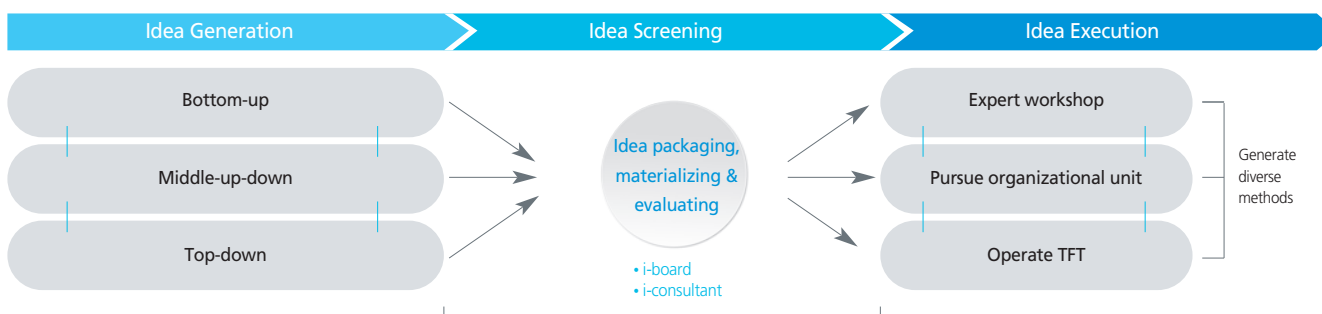 Idea Generation
Idea Screening
Idea Execution
Bottom-up
Middle-up-down
Top-down
Idea packaging,
materializing &
evaluating
• i-board
• i-consultant
Expert workshop
Pursue organizational unit
Operate TFT
Generate
diverse
methods